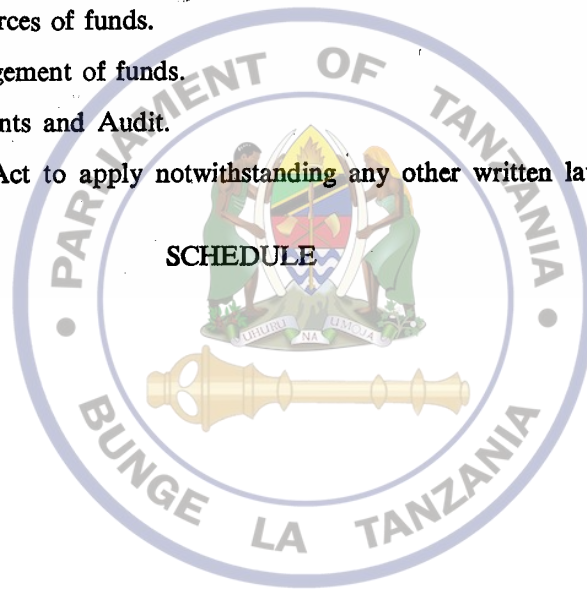 rces of funds.
gement of funds.
nts and Audit.
Act to apply notwithstanding any other written la
SCHEDULE
PARLIAMENT OF TANZANIA
UHURU NA UMOJA
BUNGE LA TANZANIA